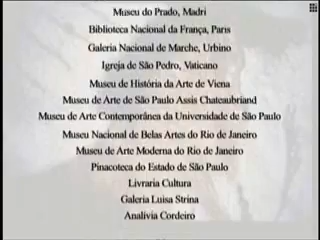 Museu do Prado, Madri
Biblioteca Nacional da França, Paris
Galeria Nacional de Marche, Urbino
Igreja de São Pedro, Vaticano
Museu de História da Arte de Viena
Museu de Arte de São Paulo Assis Chateaubriand
Museu de Arte Contemporânea da Universidade de São Paulo
Museu Nacional de Belas Artes do Rio de Janeiro
Museu de Arte Moderna do Rio de Janeiro
Pinacoteca do Estado de São Paulo
Livraria Cultura
Galeria Luisa Strina
Analivia Cordeiro